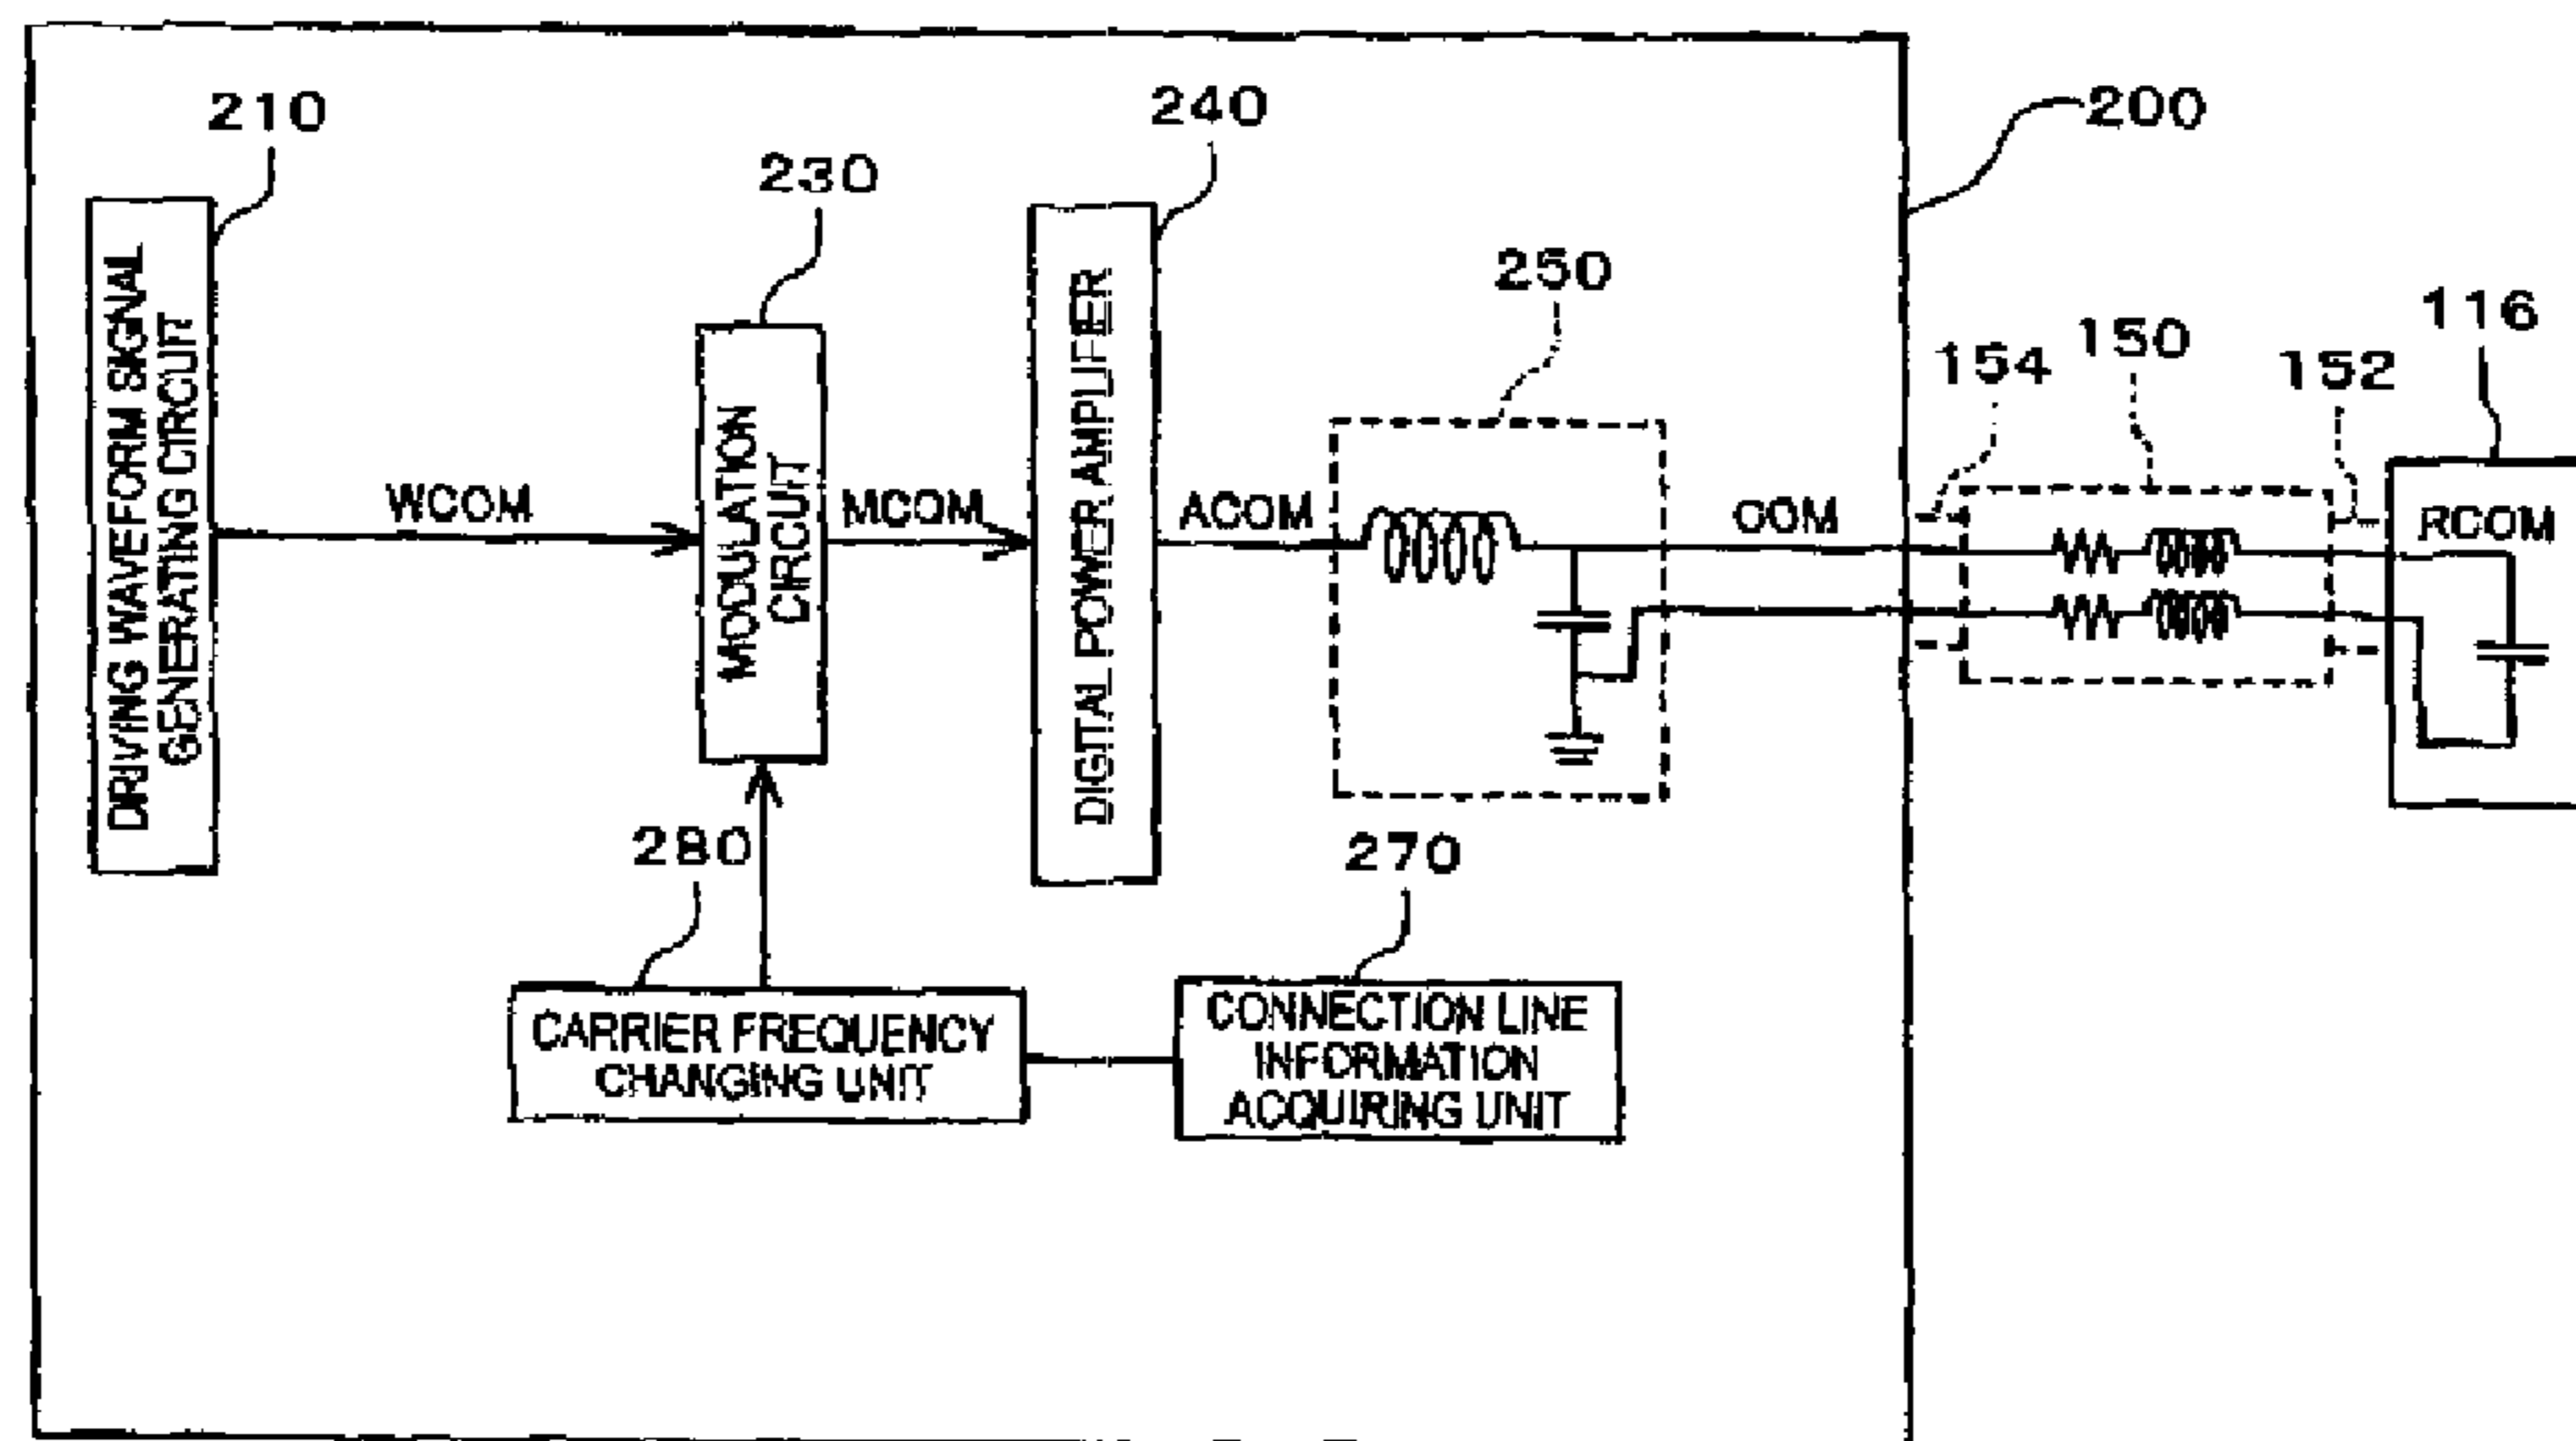 210
240
200
230
250
116
154
150
152
DRIVING WAVEFORM SIGNAL
GENERATING CIRCUIT
WCOM
MODULATION
CIRCUIT
MCOM
DIGITAL POWER AMPLIFIER
ACOM
COM
RCOM
280
270
CARRIER FREQUENCY
CHANGING UNIT
CONNECTION LINE
INFORMATION
ACQUIRING UNIT